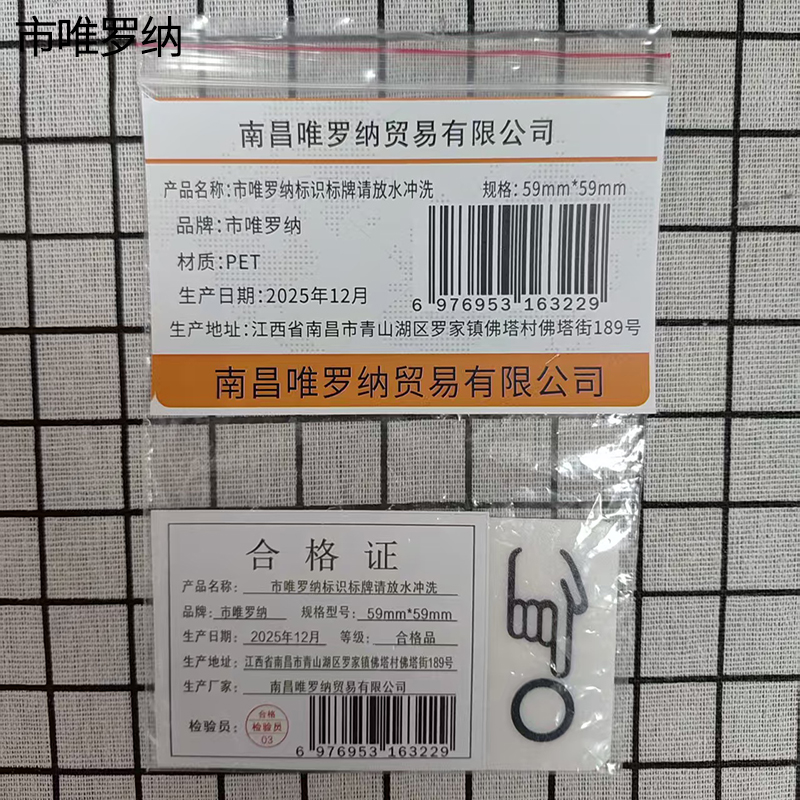 市唯罗纳
南昌唯罗纳贸易有限公司
产品名称:市唯罗纳标识标牌请放水冲洗 规格:59mm*59mm
品牌:市唯罗纳
材质:PET
生产日期:2025年12月
6 976953 163229
生产地址:江西省南昌市青山湖区罗家镇佛塔村佛塔街189号
南昌唯罗纳贸易有限公司
合格证
产品名称: 市唯罗纳标识标牌请放水冲洗
品牌: 市唯罗纳 规格型号: 59mm*59mm
生产日期: 2025年12月 等级: 合格品
生产地址: 江西省南昌市青山湖区罗家镇佛塔村佛塔街189号
生产厂家: 南昌唯罗纳贸易有限公司
检验员:
合格
检验员
03
6 976953 163229